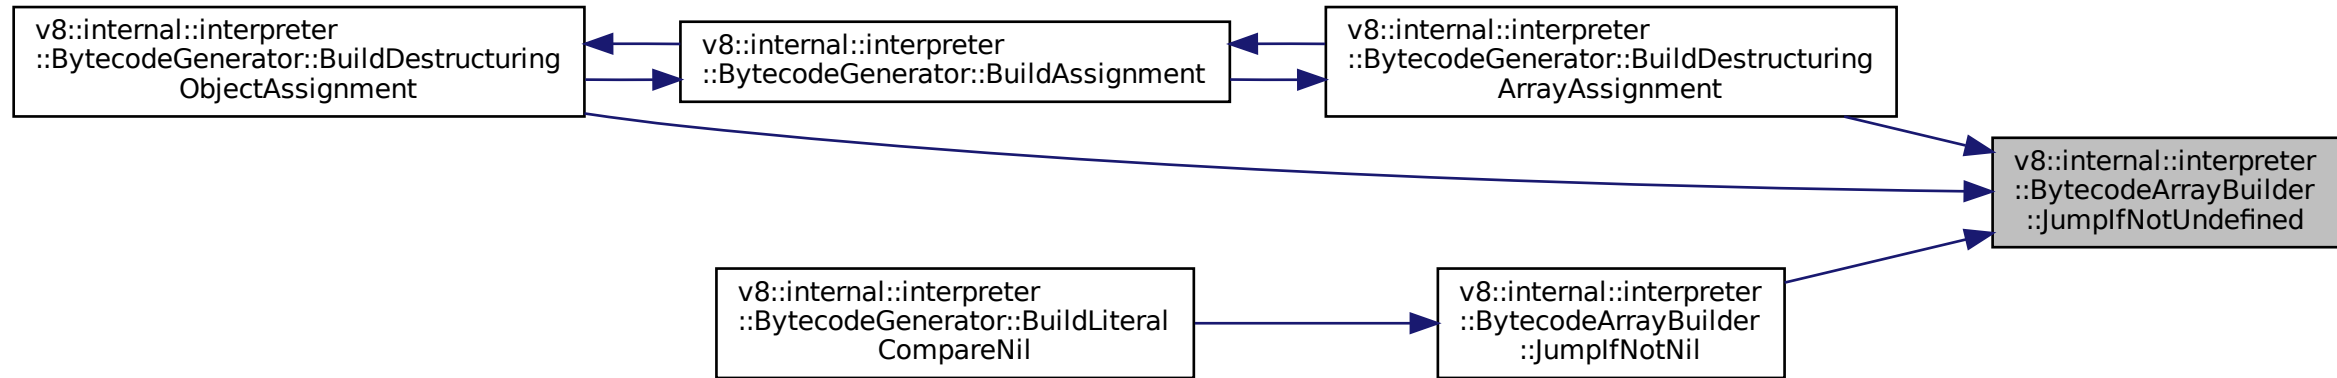 v8::internal::interpreter
::BytecodeGenerator::BuildDestructuring
ObjectAssignment
v8::internal::interpreter
::BytecodeGenerator::BuildAssignment
v8::internal::interpreter
::BytecodeGenerator::BuildDestructuring
ArrayAssignment
v8::internal::interpreter
::BytecodeArrayBuilder
::JumpIfNotUndefined
v8::internal::interpreter
::BytecodeGenerator::BuildLiteral
CompareNil
v8::internal::interpreter
::BytecodeArrayBuilder
::JumpIfNotNil